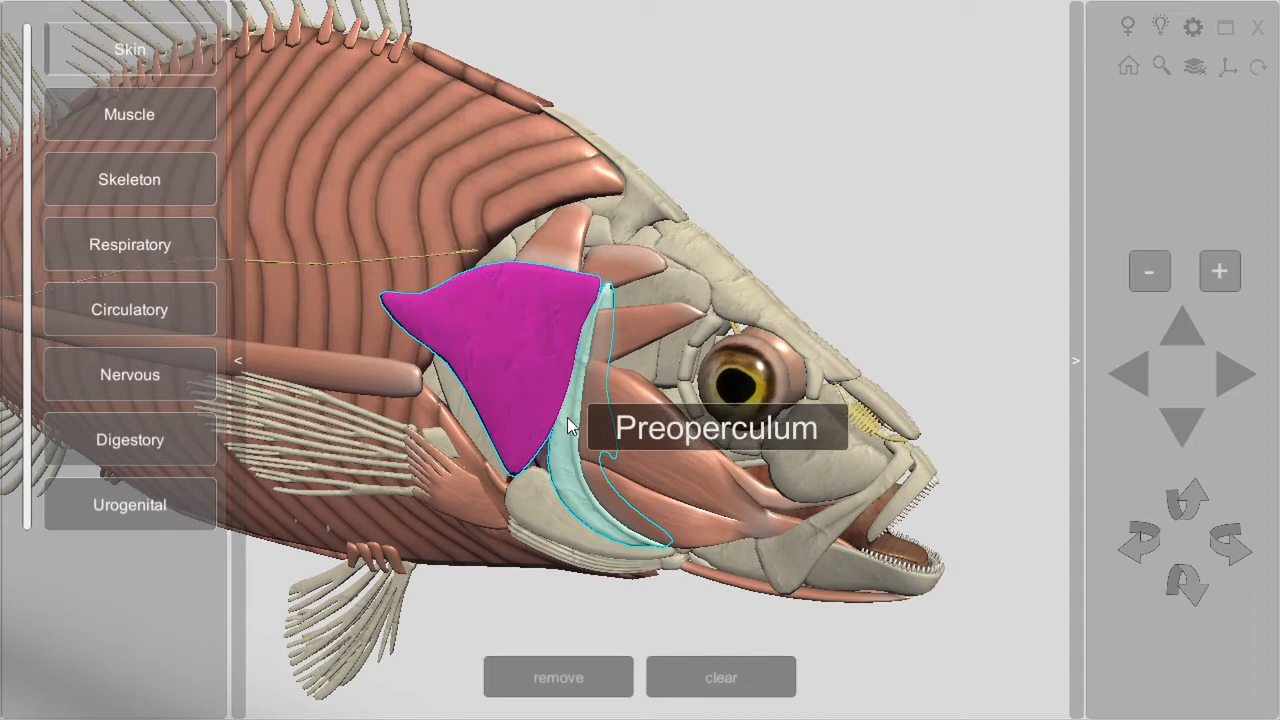 Skin
Muscle
Skeleton
Respiratory
Circulatory
Nervous
Digestory
Urogenital
<
Preoperculum
>
X
-
+
remove
clear